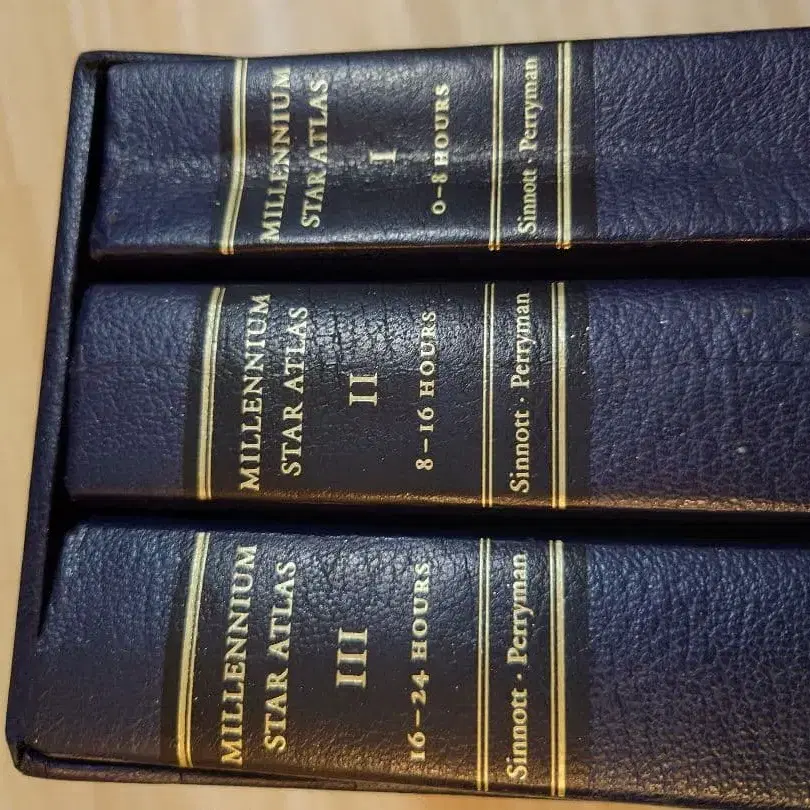 MILLENNIUM
STAR ATLAS
I
0-8 HOURS
Sinnott · Perryman
MILLENNIUM
STAR ATLAS
II
8-16 HOURS
Sinnott · Perryman
MILLENNIUM
STAR ATLAS
III
16-24 HOURS
Sinnott · Perryman